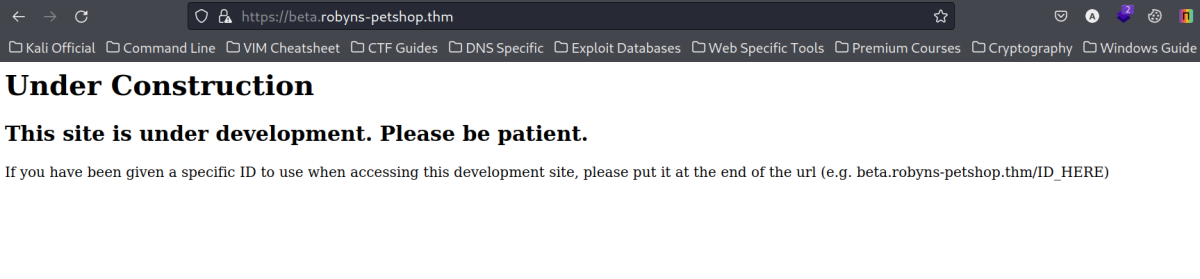 https://beta.robyns-petshop.thm
A
2
Kali Official Command Line VIM Cheatsheet CTF Guides DNS Specific Exploit Databases Web Specific Tools Premium Courses Cryptography Windows Guide
Under Construction
This site is under development. Please be patient.
If you have been given a specific ID to use when accessing this development site, please put it at the end of the url (e.g. beta.robyns-petshop.thm/ID_HERE)